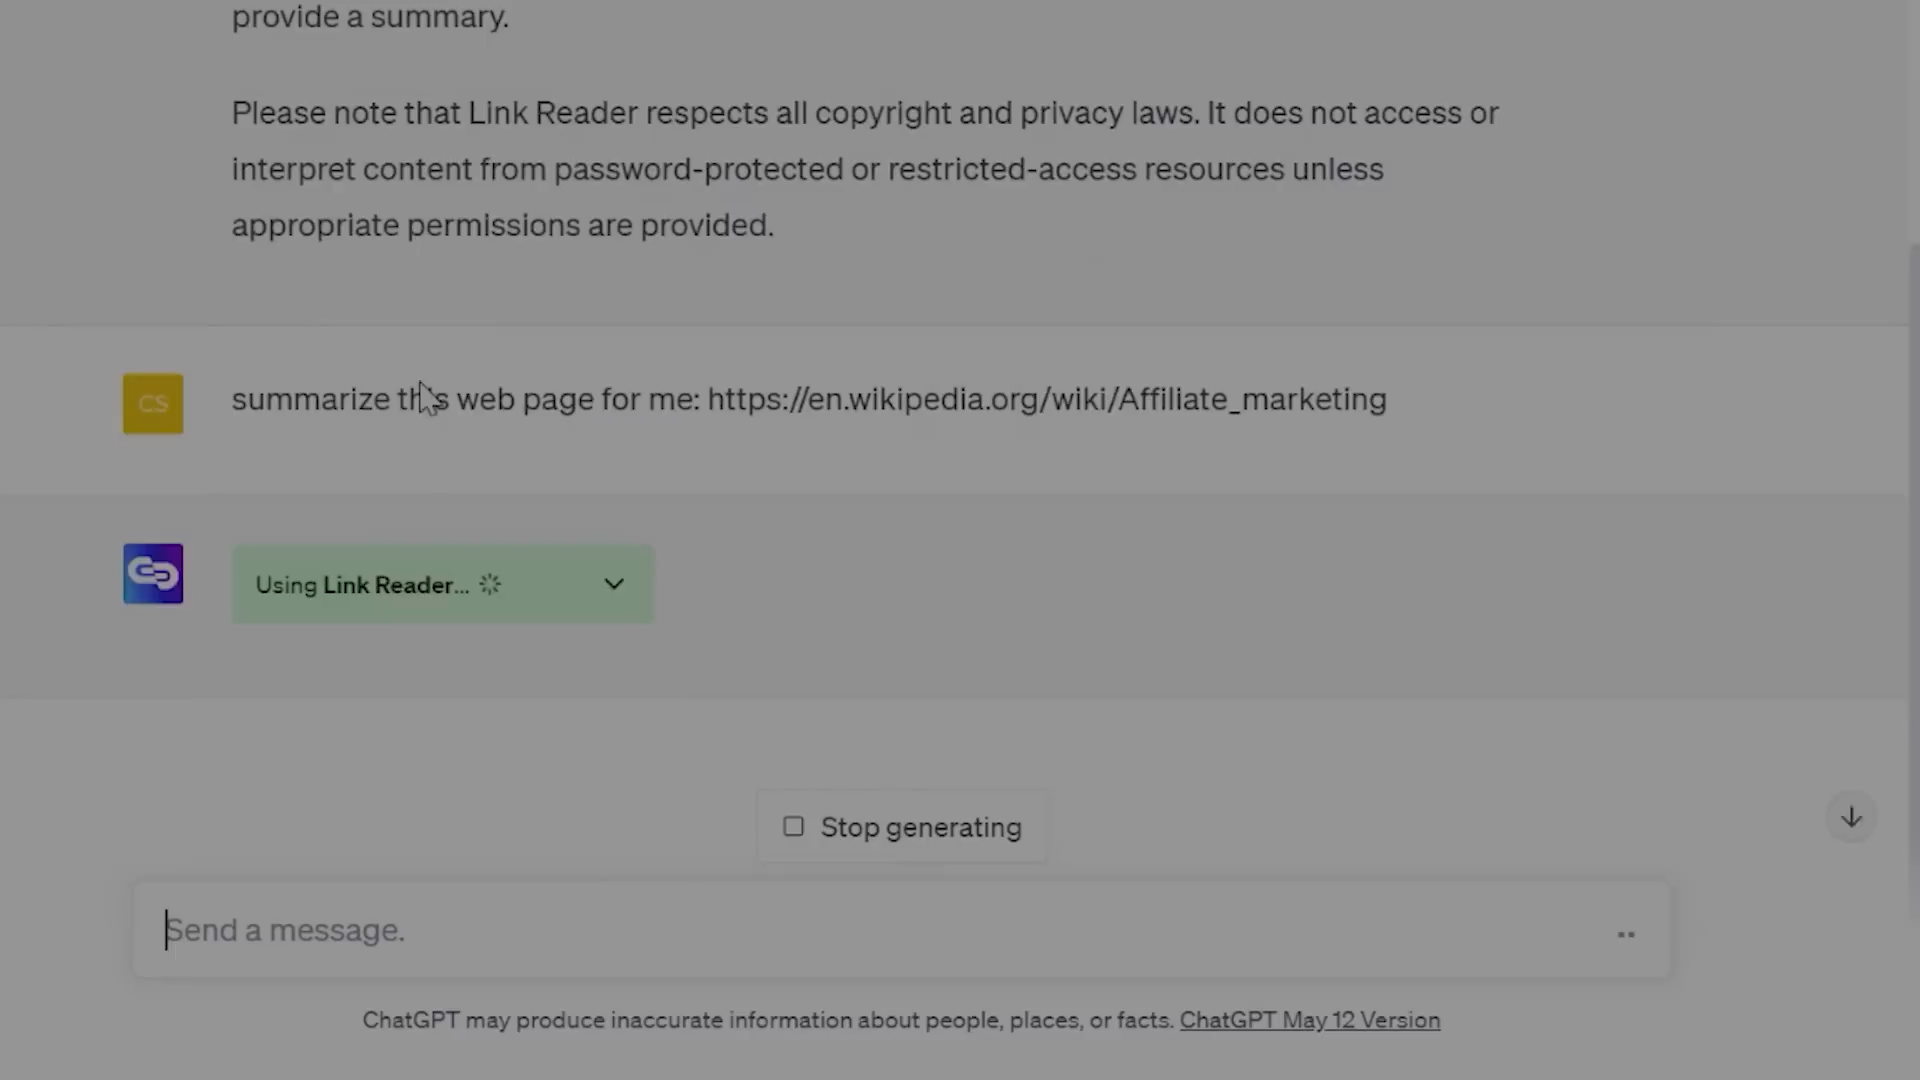 provide a summary.
Please note that Link Reader respects all copyright and privacy laws. It does not access or
interpret content from password-protected or restricted-access resources unless
appropriate permissions are provided.
CS
summarize this web page for me: https://en.wikipedia.org/wiki/Affiliate_marketing
Using Link Reader...
Stop generating
Send a message.
ChatGPT may produce inaccurate information about people, places, or facts. ChatGPT May 12 Version